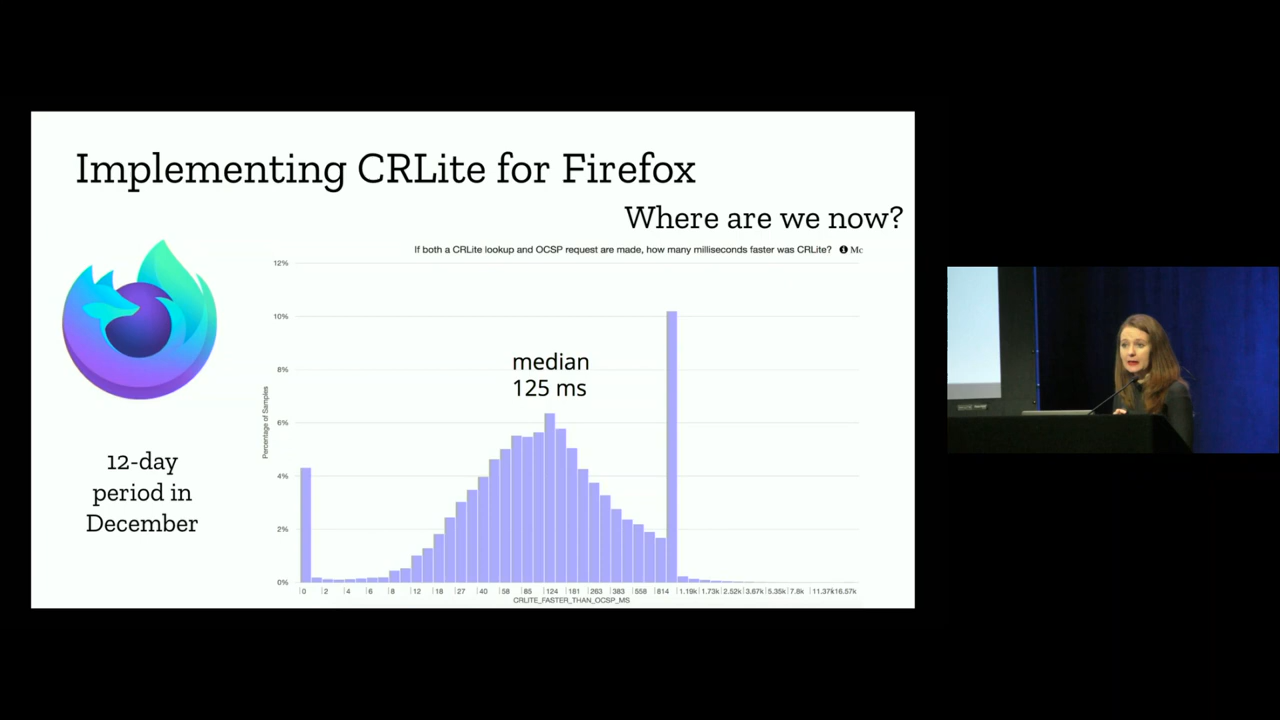 Implementing CRLite for Firefox
Where are we now?
If both a CRLite lookup and OCSP request are made, how many milliseconds faster was CRLite? Mc
12%
10%
8%
6%
4%
2%
0%
Percentage of Samples
median
125 ms
12-day
period in
December
0 2 4 6 8 12 18 27 40 58 85 124 181 263 383 558 814 1.19k 1.73k 2.52k 3.67k 5.35k 7.8k 11.37k 16.57k
CRLITE_FASTER_THAN_OCSP_MS